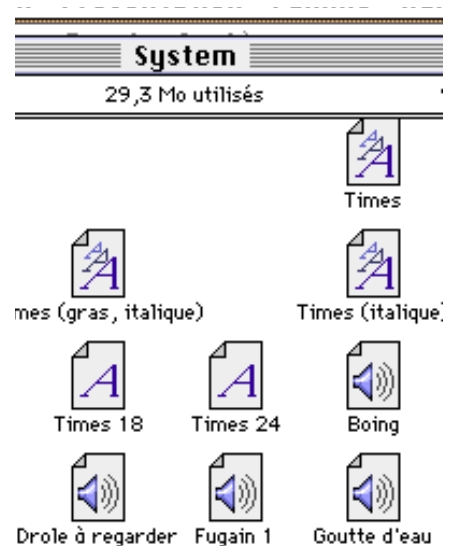 System
29,3 Mo utilisés
Times
mes (gras, italique)
Times (italique)
Times 18
Times 24
Boing
Drole à regarder
Fugain 1
Goutte d'eau